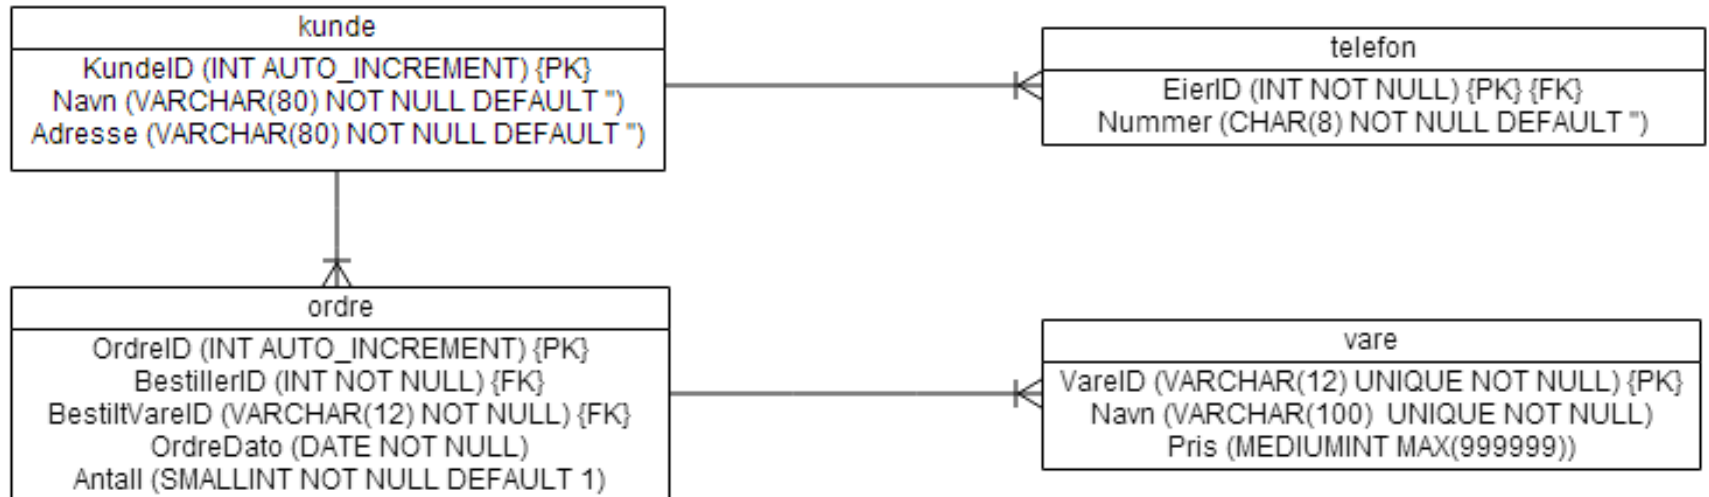 kunde
KundeID (INT AUTO_INCREMENT) {PK}
Navn (VARCHAR(80) NOT NULL DEFAULT ")
Adresse (VARCHAR(80) NOT NULL DEFAULT ")
telefon
EierID (INT NOT NULL) {PK} {FK}
Nummer (CHAR(8) NOT NULL DEFAULT ")
ordre
OrdreID (INT AUTO_INCREMENT) {PK}
BestillerID (INT NOT NULL) {FK}
BestiltVareID (VARCHAR(12) NOT NULL) {FK}
OrdreDato (DATE NOT NULL)
Antall (SMALLINT NOT NULL DEFAULT 1)
vare
VareID (VARCHAR(12) UNIQUE NOT NULL) {PK}
Navn (VARCHAR(100) UNIQUE NOT NULL)
Pris (MEDIUMINT MAX(999999))